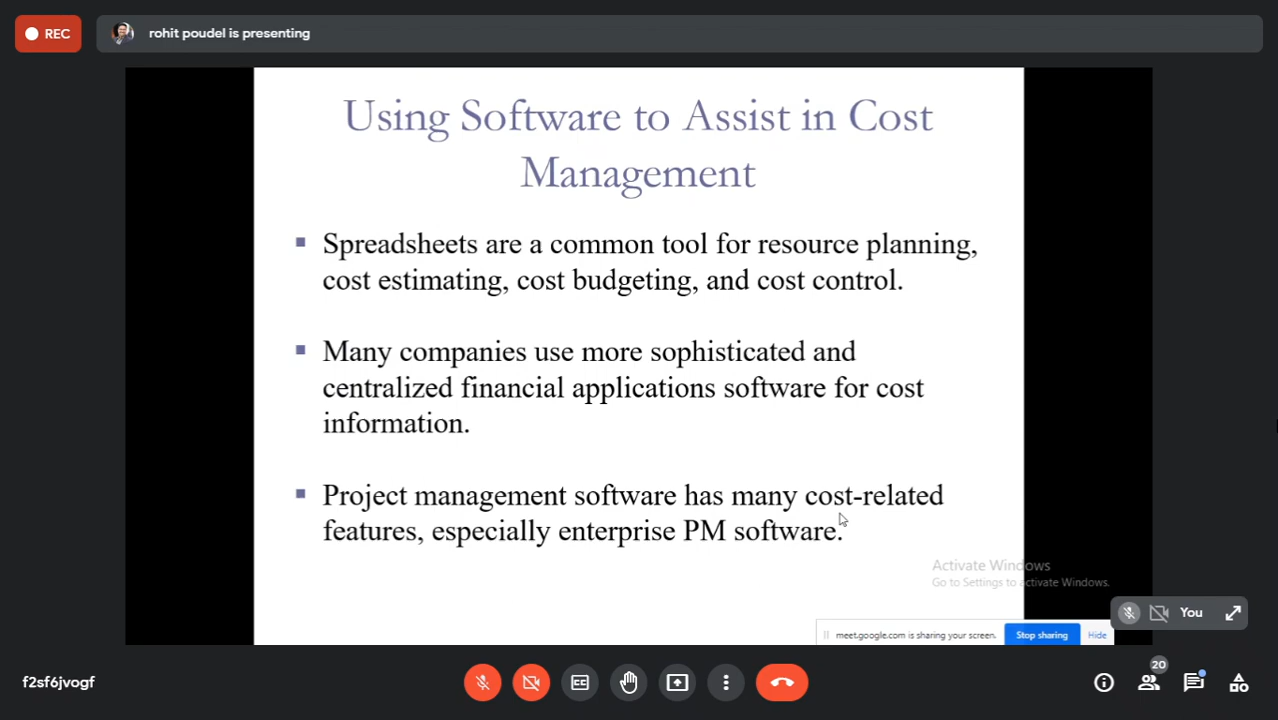 REC
rohit poudel is presenting
Using Software to Assist in Cost
Management
Spreadsheets are a common tool for resource planning,
cost estimating, cost budgeting, and cost control.
Many companies use more sophisticated and
centralized financial applications software for cost
information.
Project management software has many cost-related
features, especially enterprise PM software.
Activate Windows
Go to Settings to activate Windows.
You
meet.google.com is sharing your screen.
Stop sharing
Hide
f2sf6jvogf
CC
20